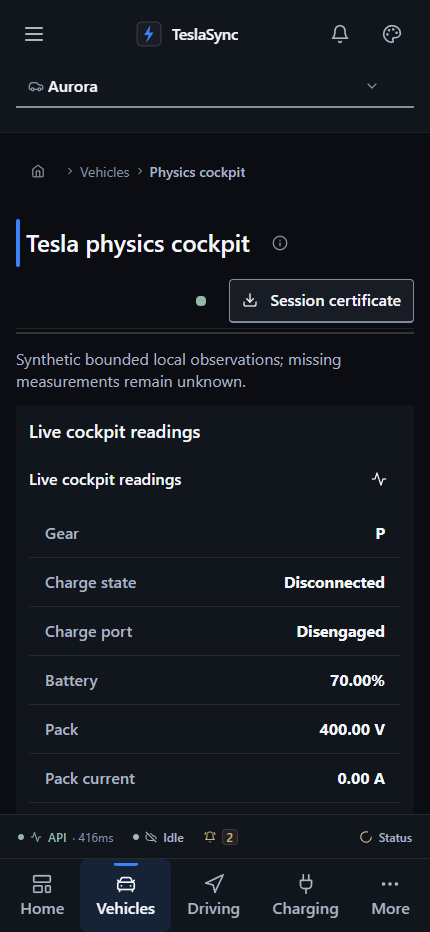 TeslaSync
Aurora
Vehicles
Physics cockpit
Tesla physics cockpit
Session certificate
Synthetic bounded local observations; missing
measurements remain unknown.
Live cockpit readings
Live cockpit readings
Gear P
Charge state Disconnected
Charge port Disengaged
Battery 70.00%
Pack 400.00 V
Pack current 0.00 A
API · 416ms Idle 2 Status
Home Vehicles Driving Charging More